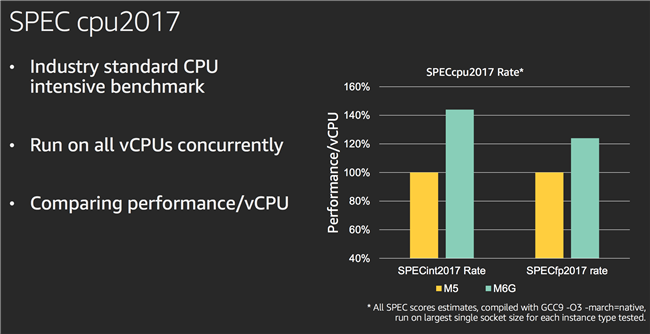 SPEC cpu2017
• Industry standard CPU
intensive benchmark
• Run on all vCPUs concurrently
• Comparing performance/vCPU
SPECcpu2017 Rate*
Performance/vCPU
160%
140%
120%
100%
80%
60%
40%
SPECint2017 Rate
SPECfp2017 rate
M5
M6G
* All SPEC scores estimates, compiled with GCC9 -O3 -march=native,
run on largest single socket size for each instance type tested.